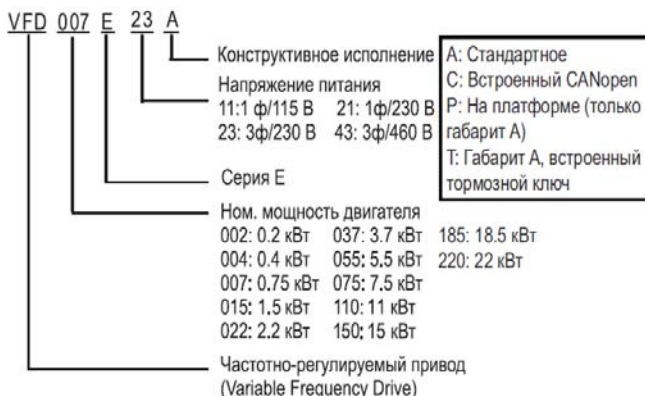 VFD 007 E 23 A
Конструктивное исполнение
A: Стандартное
C: Встроенный CANopen
P: На платформе (только
габарит A)
T: Габарит A, встроенный
тормозной ключ
Напряжение питания
11:1 ф/115 В 21: 1ф/230 В
23: 3ф/230 В 43: 3ф/460 В
Серия E
Ном. мощность двигателя
002: 0.2 кВт 037: 3.7 кВт 185: 18.5 кВт
004: 0.4 кВт 055: 5.5 кВт 220: 22 кВт
007: 0.75 кВт 075: 7.5 кВт
015: 1.5 кВт 110: 11 кВт
022: 2.2 кВт 150: 15 кВт
Частотно-регулируемый привод
(Variable Frequency Drive)